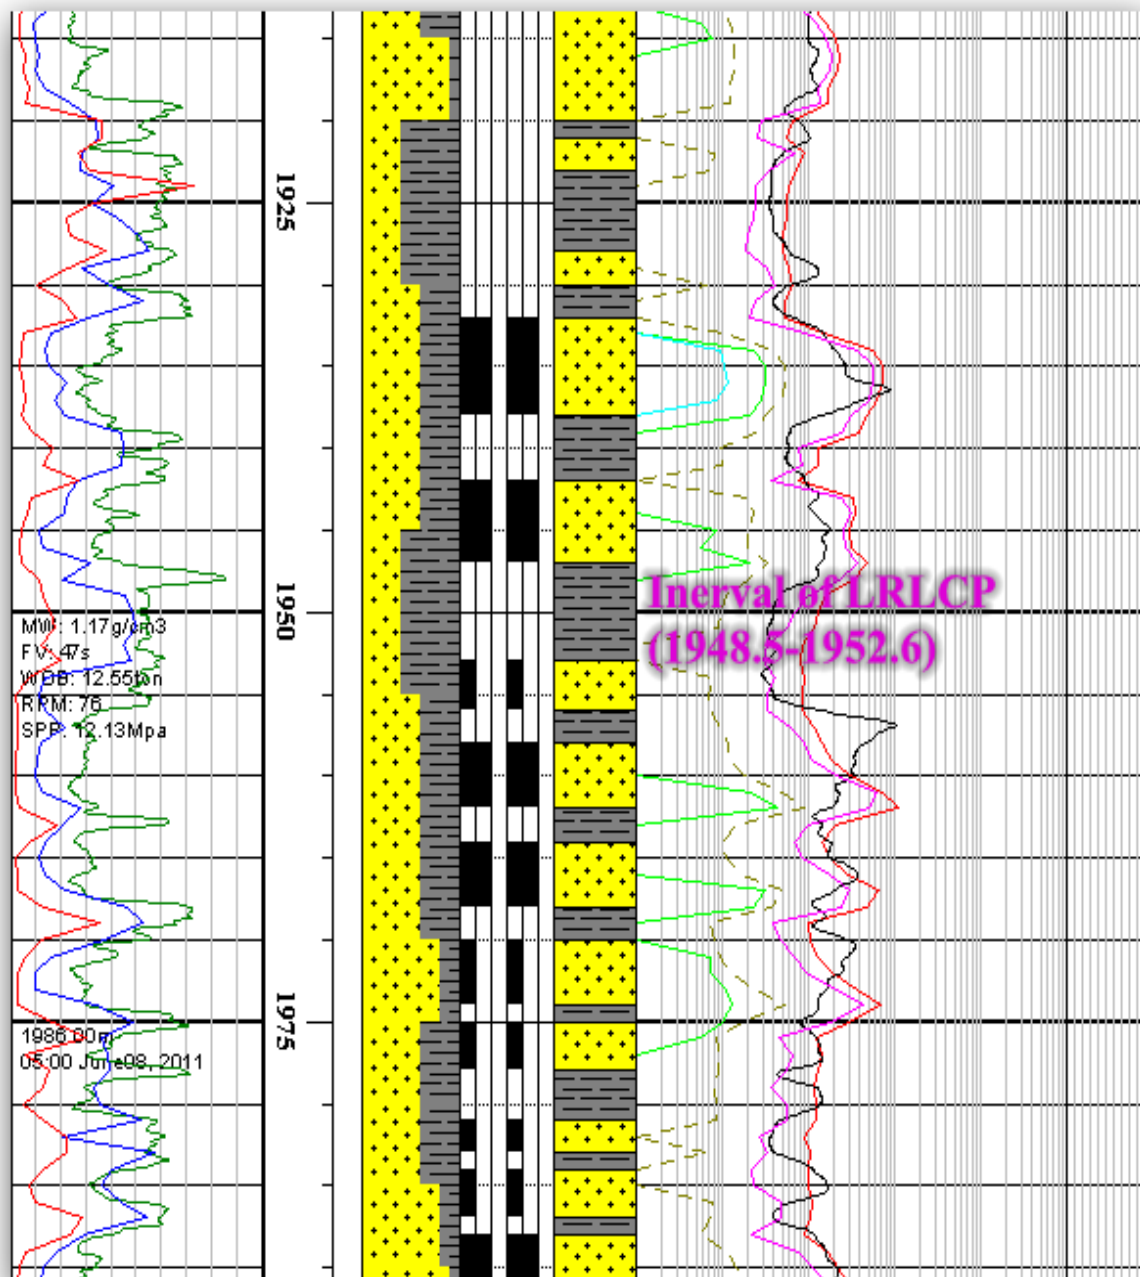 1925
1950
Inerval of LRLCP
(1948.5-1952.6)
MW: 1.17g/cm3
FV: 47s
WOB: 12.55ton
RPM: 76
SPP: 12.13Mpa
1975
1986.00m
05:00 June08, 2011